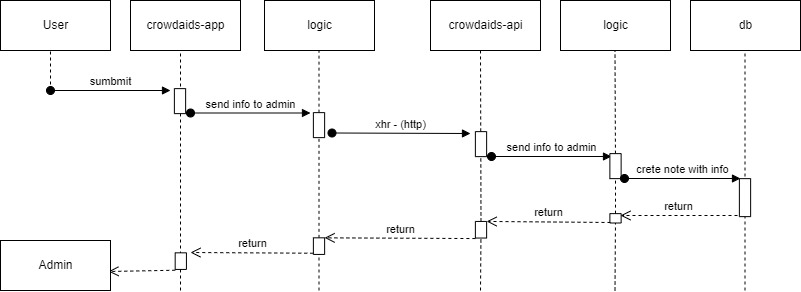 User
crowdaids-app
logic
crowdaids-api
logic
db
sumbmit
send info to admin
xhr - (http)
send info to admin
crete note with info
return
return
return
return
Admin